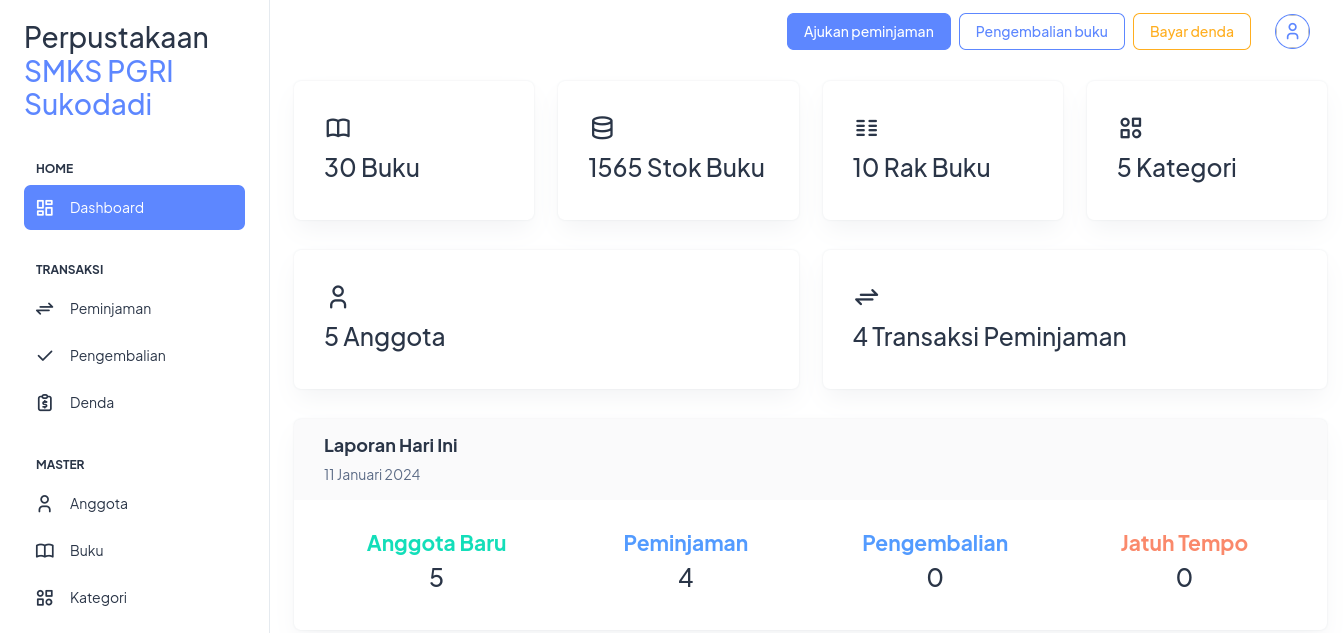 Perpustakaan
SMKS PGRI
Sukodadi
HOME
Dashboard
TRANSAKSI
Peminjaman
Pengembalian
Denda
MASTER
Anggota
Buku
Kategori
Ajukan peminjaman
Pengembalian buku
Bayar denda
30 Buku
1565 Stok Buku
10 Rak Buku
5 Kategori
5 Anggota
4 Transaksi Peminjaman
Laporan Hari Ini
11 Januari 2024
Anggota Baru
5
Peminjaman
4
Pengembalian
0
Jatuh Tempo
0